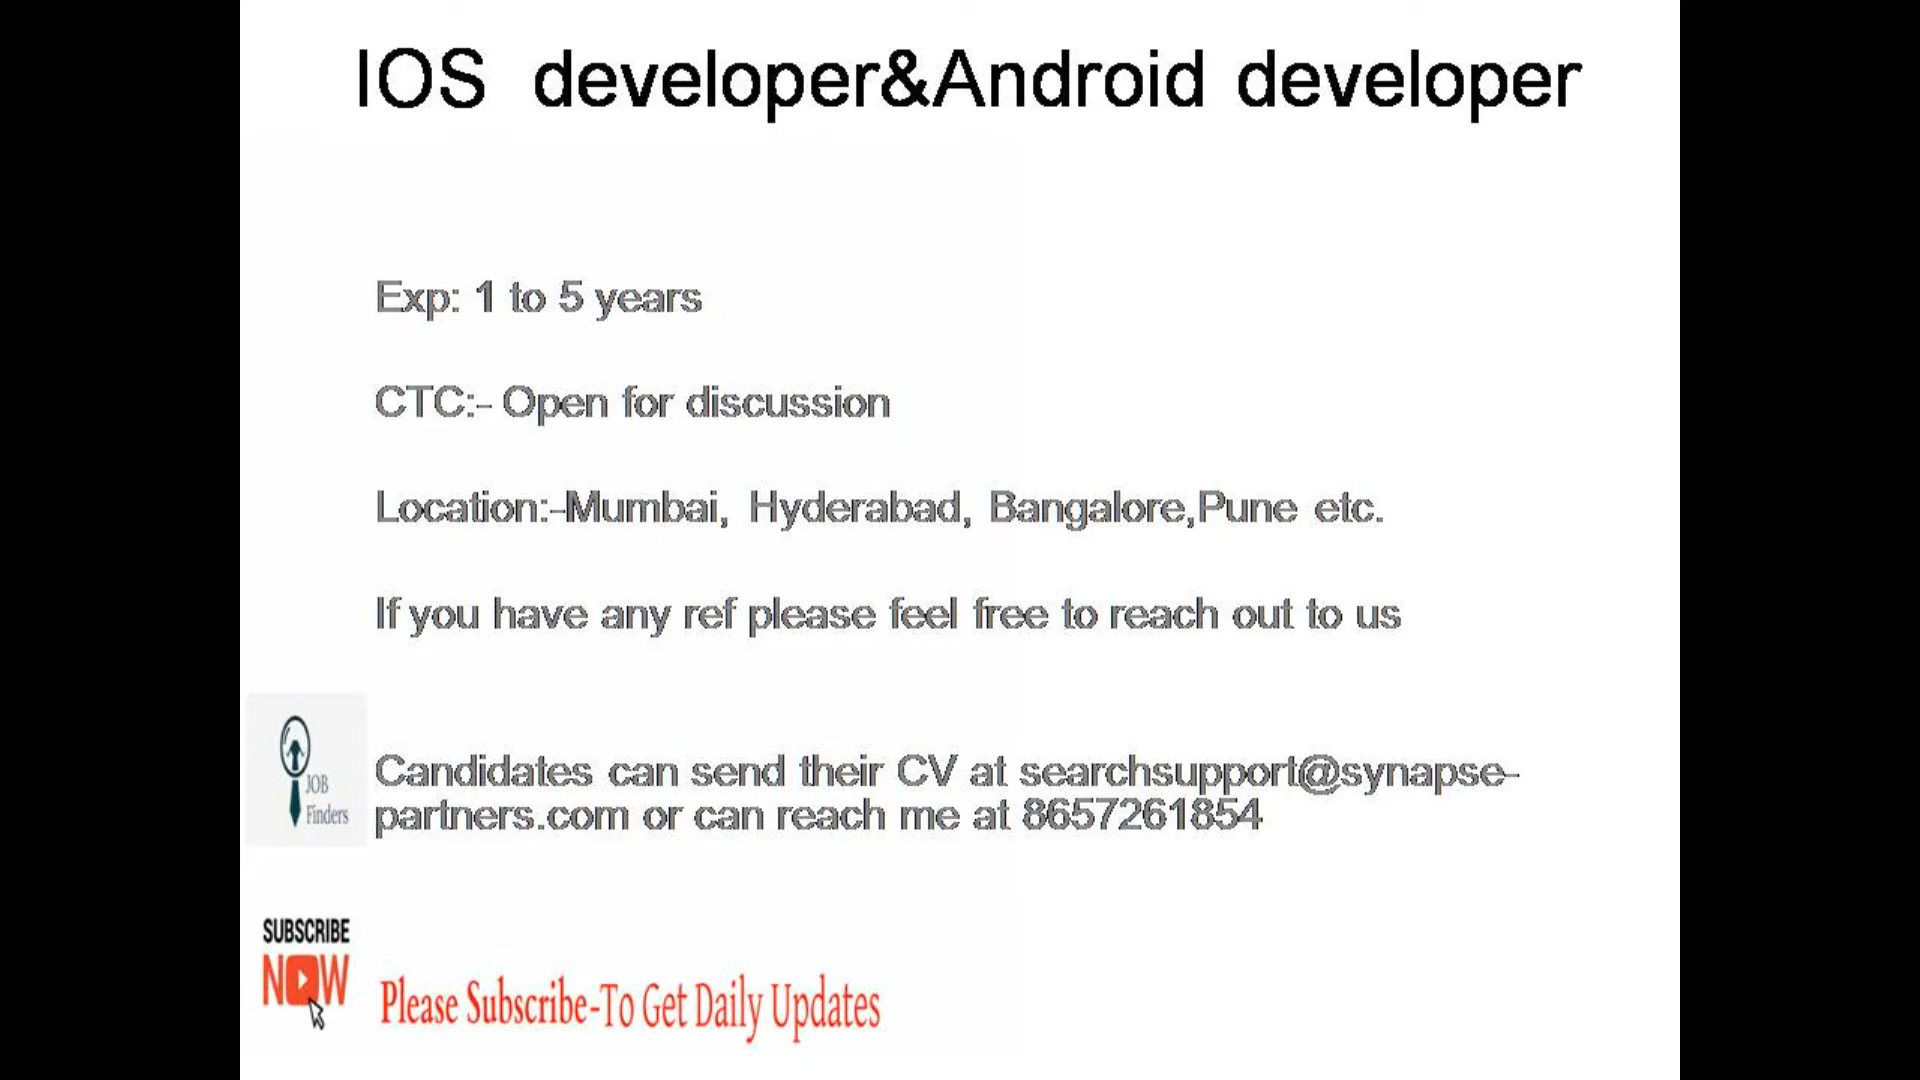 IOS developer&Android developer
Exp: 1 to 5 years
CTC:- Open for discussion
Location:-Mumbai, Hyderabad, Bangalore,Pune etc.
If you have any ref please feel free to reach out to us
JOB
Finders
Candidates can send their CV at searchsupport@synapse-
partners.com or can reach me at 8657261854
SUBSCRIBE
NOW
Please Subscribe-To Get Daily Updates